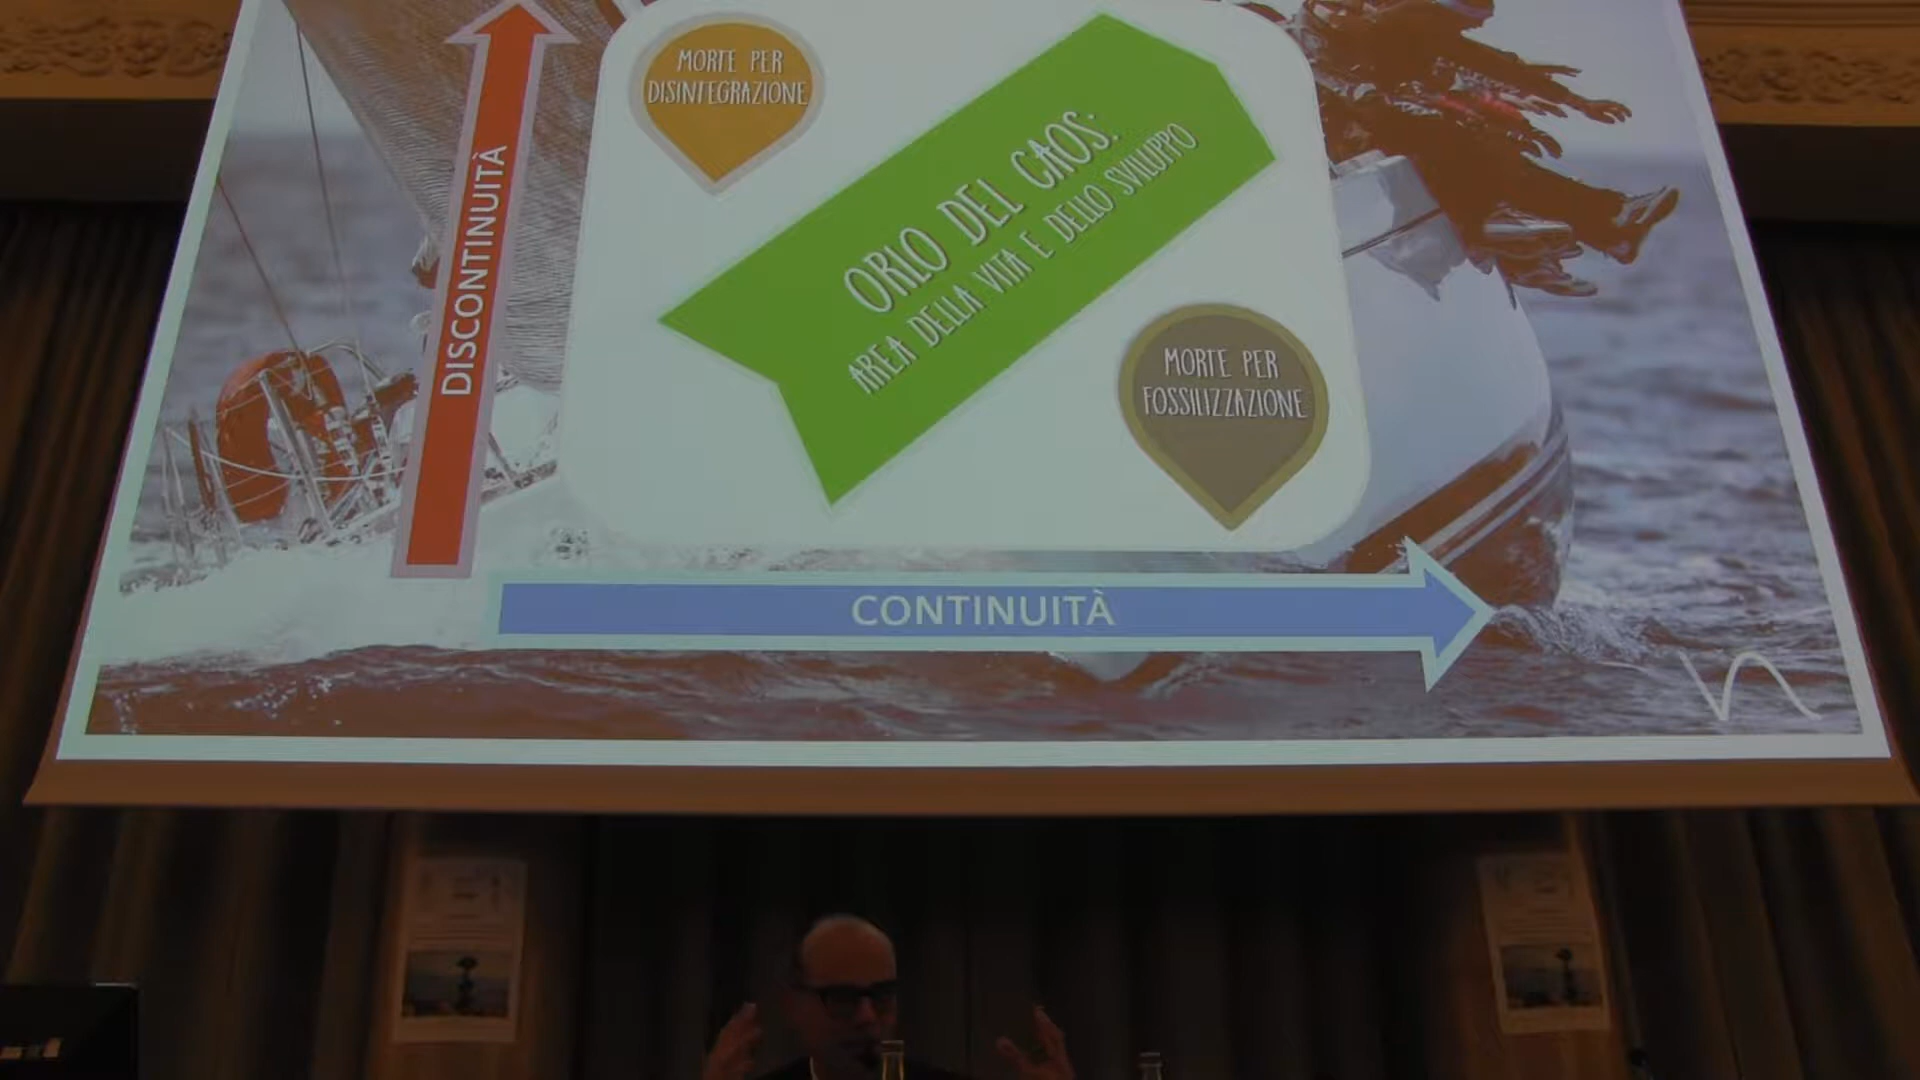 MORTE PER
DISINTEGRAZIONE
ORLO DEL CAOS:
AREA DELLA VITA E DELLO SVILUPPO
DISCONTINUITÀ
MORTE PER
FOSSILIZZAZIONE
CONTINUITÀ